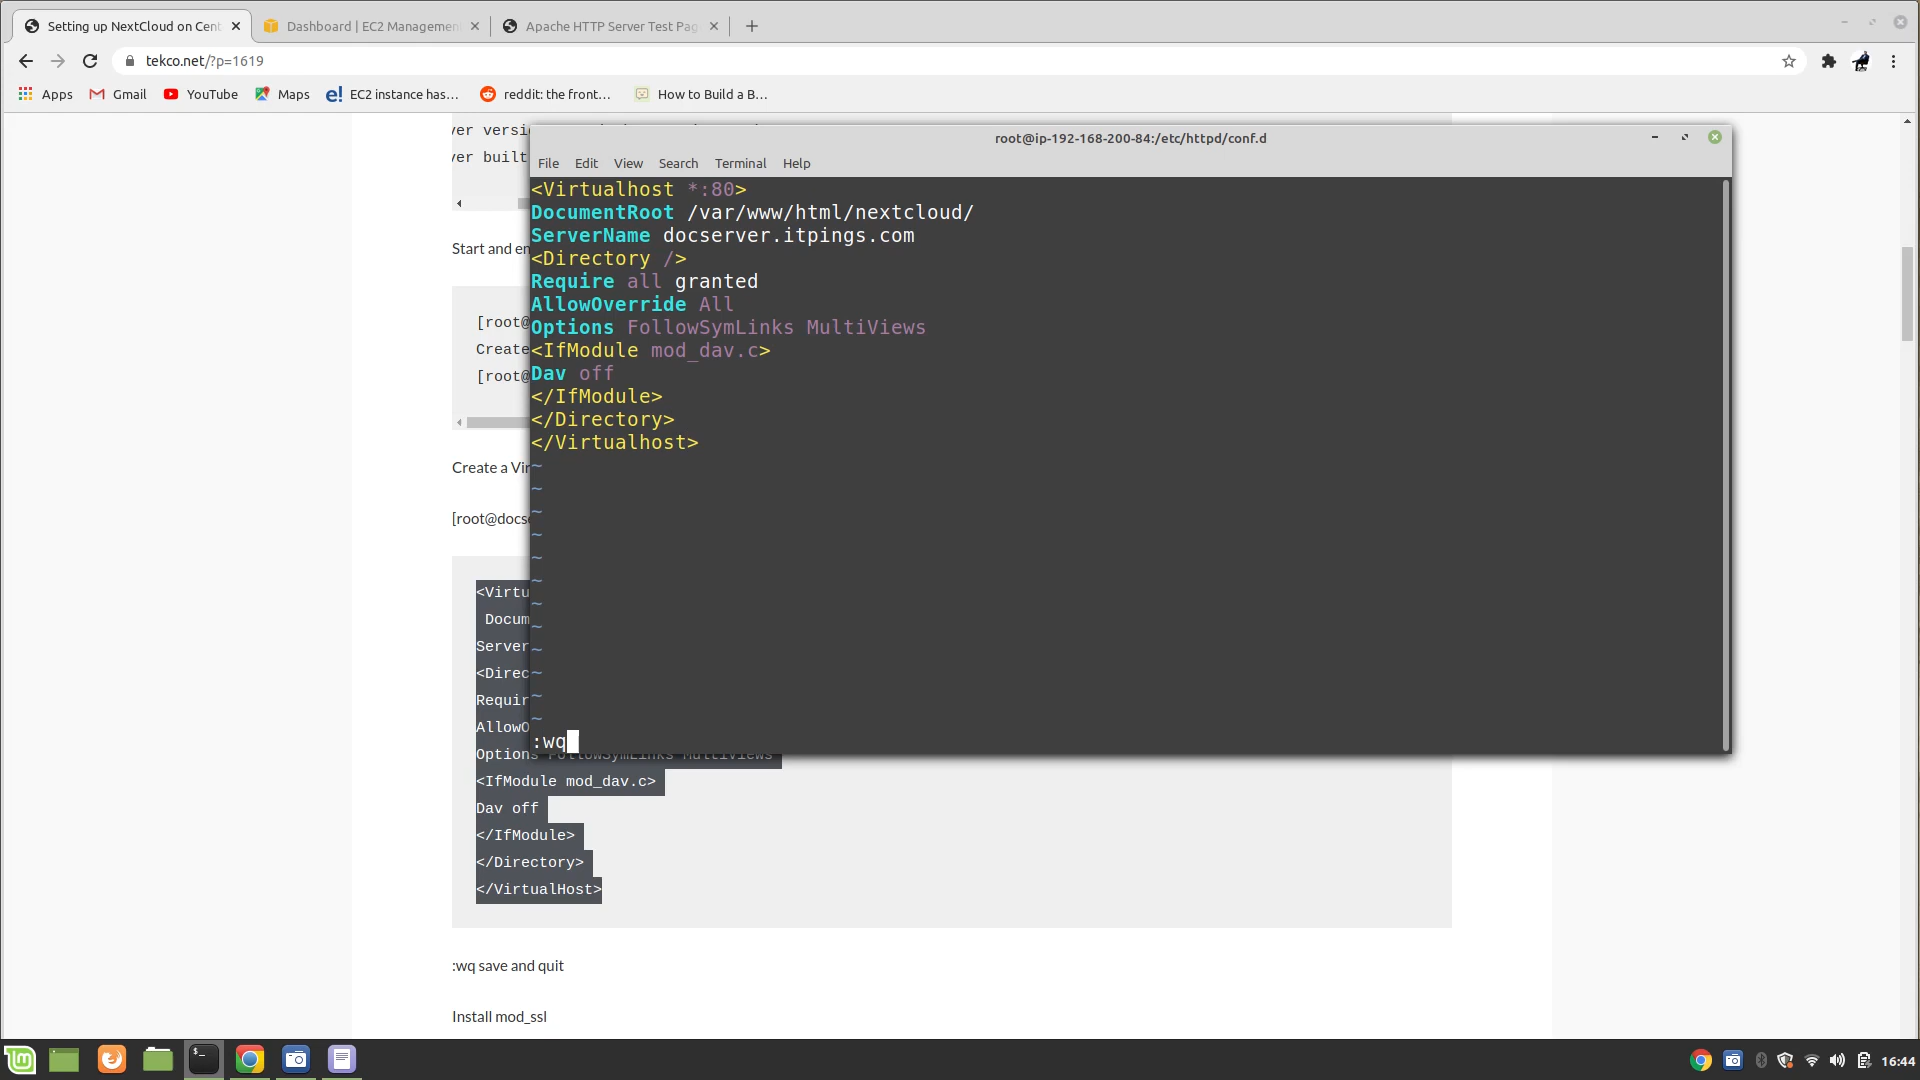 Setting up NextCloud on Cent
Dashboard | EC2 Management
Apache HTTP Server Test Pag
tekco.net/?p=1619
Apps
Gmail
YouTube
Maps
EC2 instance has...
reddit: the front...
How to Build a B...
ver versi
ver built
Start and en
[root@
Create
[root@
Create a Vir
[root@docse
root@ip-192-168-200-84:/etc/httpd/conf.d
File Edit View Search Terminal Help
<Virtualhost *:80>
DocumentRoot /var/www/html/nextcloud/
ServerName docserver.itpings.com
<Directory />
Require all granted
AllowOverride All
Options FollowSymLinks MultiViews
<IfModule mod_dav.c>
Dav off
</IfModule>
</Directory>
</Virtualhost>
~
~
~
~
~
~
~
~
~
~
~
~
:wq
<Virtu
Docum
Server
<Direc
Requir
AllowO
Options FollowSymLinks MultiViews
<IfModule mod_dav.c>
Dav off
</IfModule>
</Directory>
</VirtualHost>
:wq save and quit
Install mod_ssl
16:44